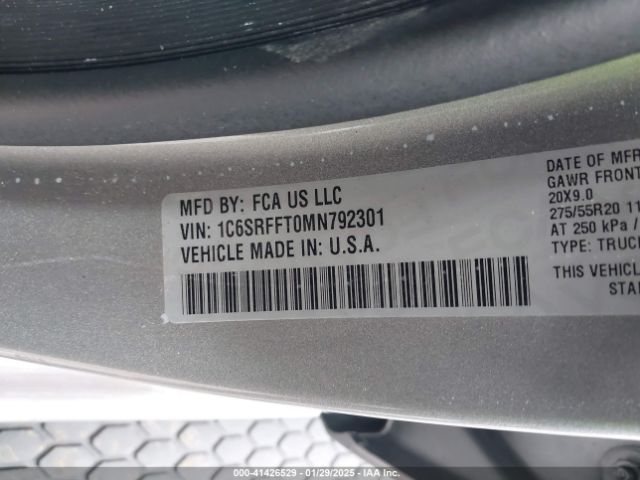 MFD BY: FCA US LLC
VIN: 1C6SRFFT0MN792301
VEHICLE MADE IN: U.S.A.
DATE OF MFR
GAWR FRONT
20X9.0
275/55R20 11
AT 250 kPa /
TYPE: TRUC
THIS VEHICL
STA
000-41426529 - 01/29/2025 - IAA Inc.